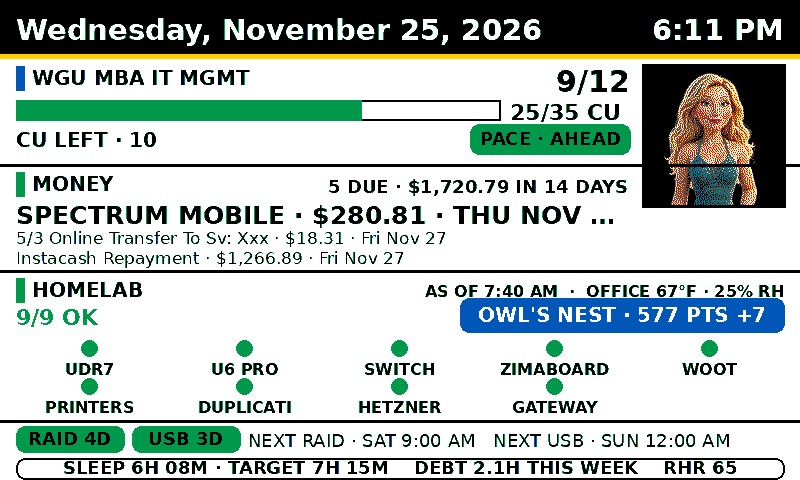 Wednesday, November 25, 2026 6:11 PM
WGU MBA IT MGMT 9/12
25/35 CU
CU LEFT · 10 PACE · AHEAD
MONEY 5 DUE · $1,720.79 IN 14 DAYS
SPECTRUM MOBILE · $280.81 · THU NOV ...
5/3 Online Transfer To Sv: Xxx · $18.31 · Fri Nov 27
Instacash Repayment · $1,266.89 · Fri Nov 27
HOMELAB AS OF 7:40 AM · OFFICE 67°F · 25% RH
9/9 OK OWL'S NEST · 577 PTS +7
UDR7 U6 PRO SWITCH ZIMABOARD WOOT
PRINTERS DUPLICATI HETZNER GATEWAY
RAID 4D USB 3D NEXT RAID · SAT 9:00 AM NEXT USB · SUN 12:00 AM
SLEEP 6H 08M · TARGET 7H 15M DEBT 2.1H THIS WEEK RHR 65